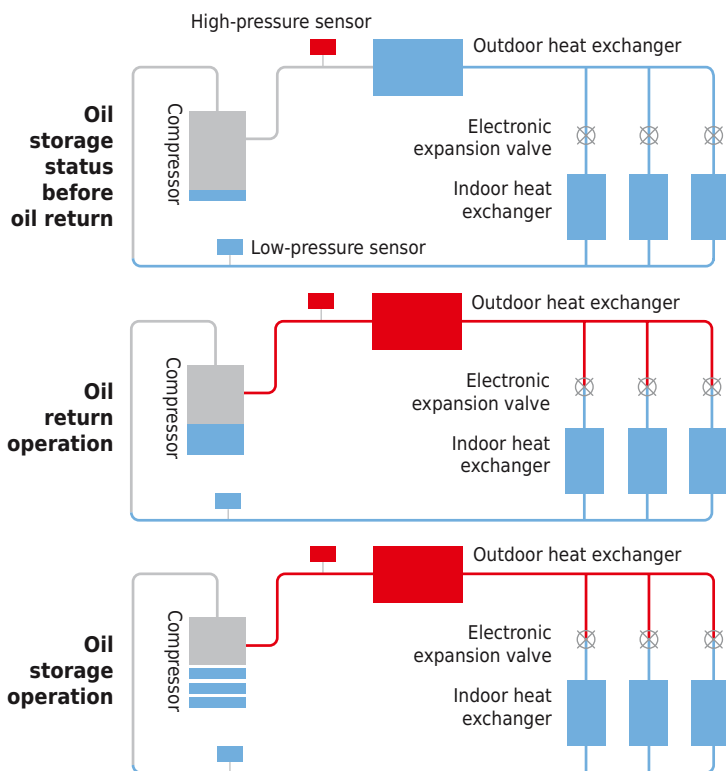 High-pressure sensor
Outdoor heat exchanger
Oil
storage
status
before
oil return
Compressor
Electronic
expansion valve
Indoor heat
exchanger
Low-pressure sensor
Outdoor heat exchanger
Oil
return
operation
Compressor
Electronic
expansion valve
Indoor heat
exchanger
Outdoor heat exchanger
Oil
storage
operation
Compressor
Electronic
expansion valve
Indoor heat
exchanger